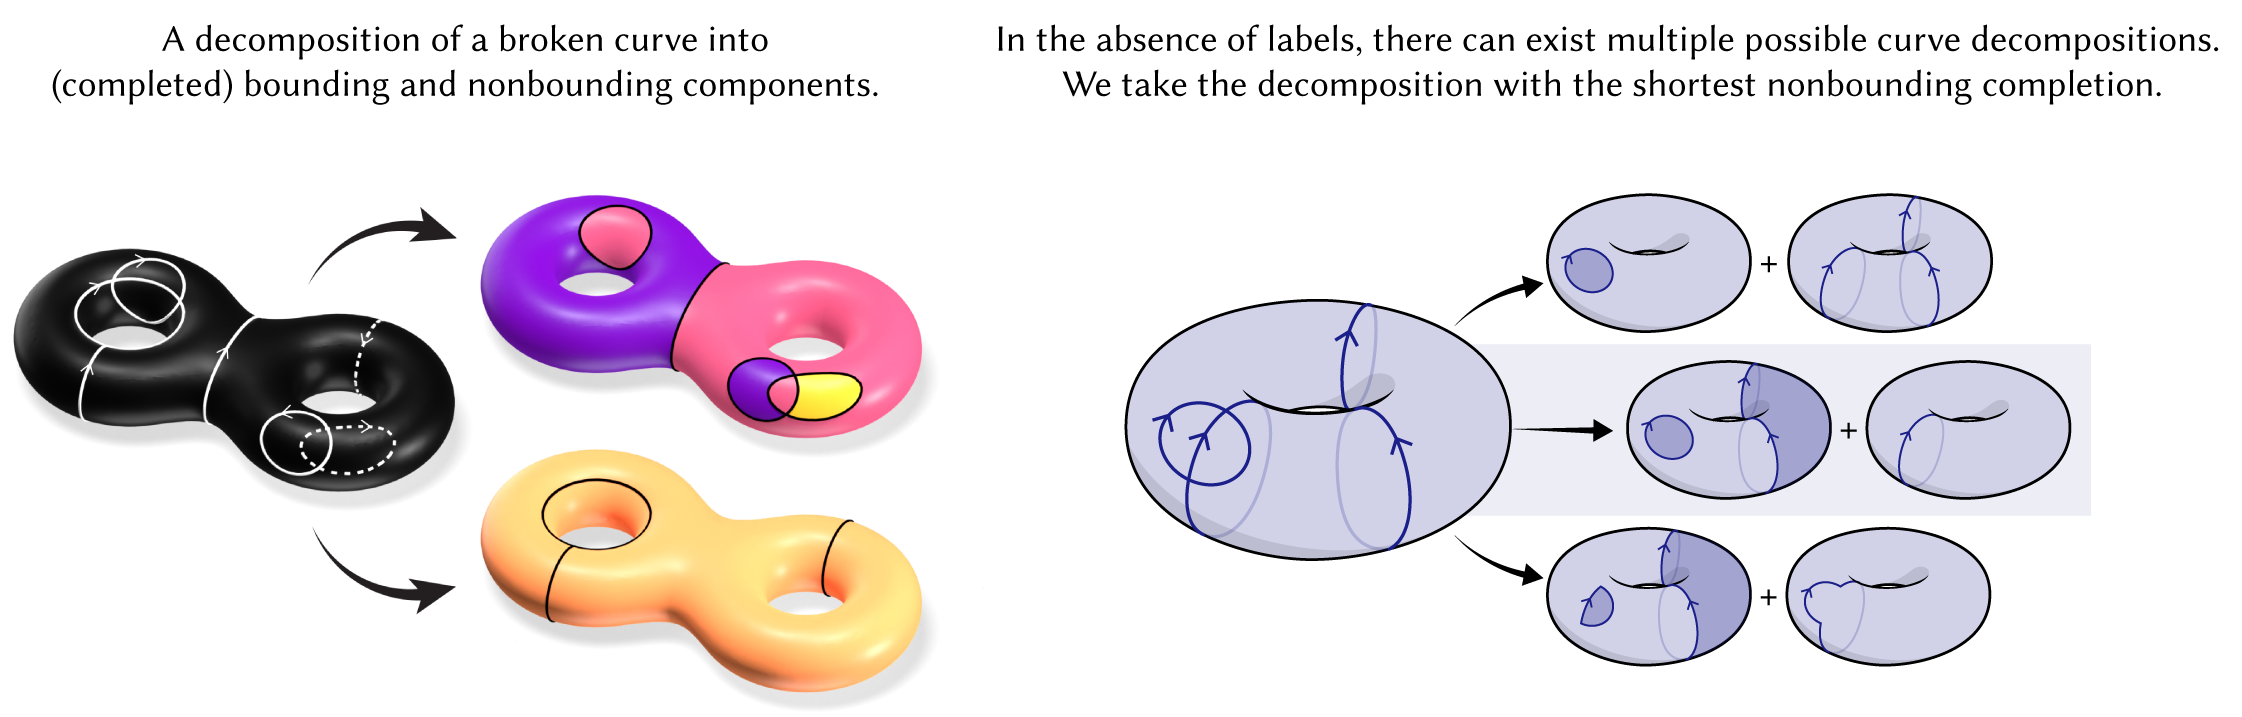 A decomposition of a broken curve into
(completed) bounding and nonbounding components.
In the absence of labels, there can exist multiple possible curve decompositions.
We take the decomposition with the shortest nonbounding completion.
+
+
+